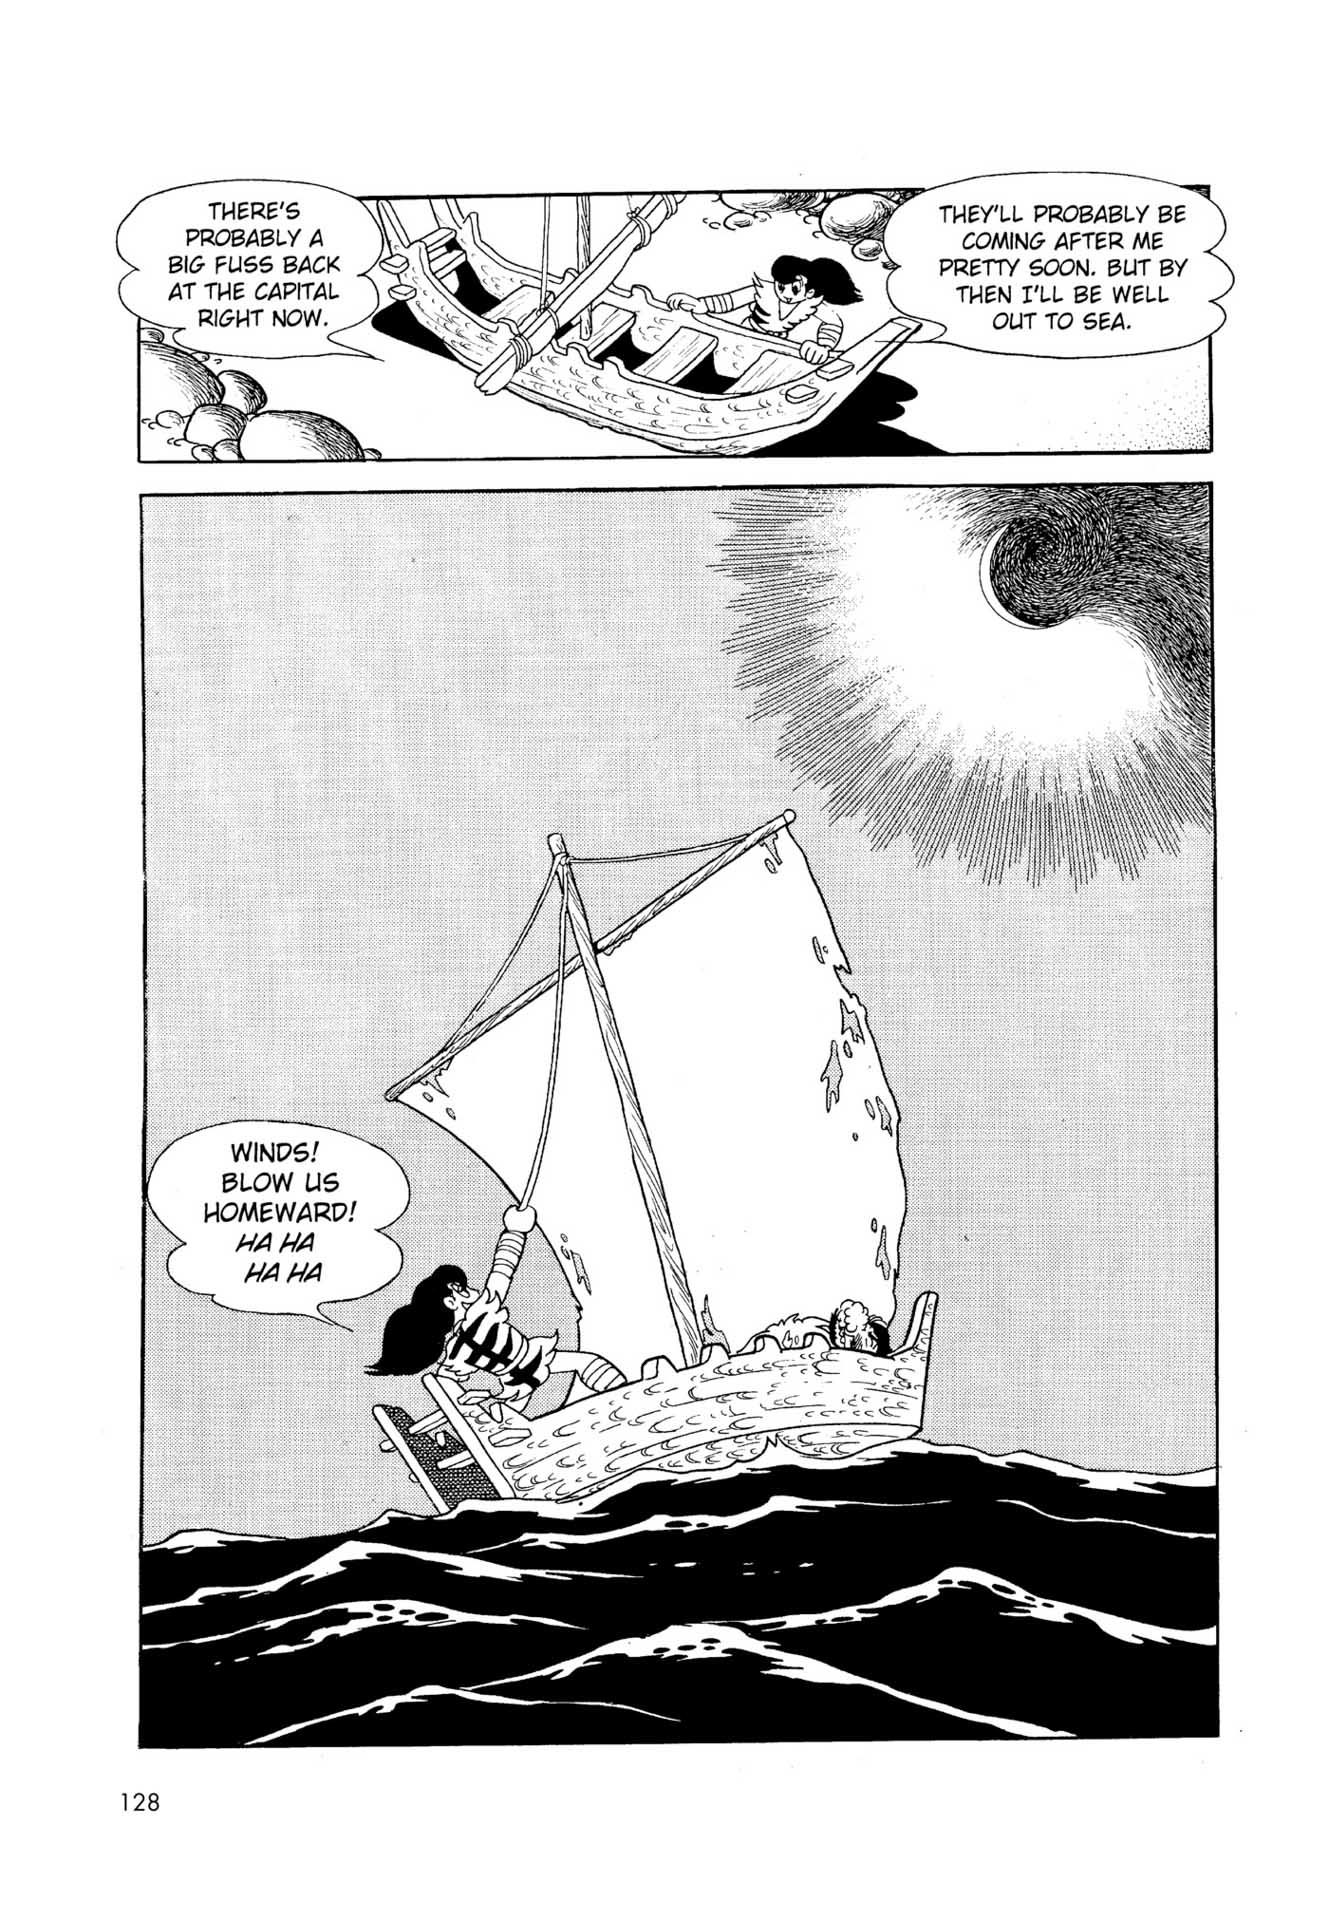 THERE'S
PROBABLY A
BIG FUSS BACK
AT THE CAPITAL
RIGHT NOW.
THEY'LL PROBABLY BE
COMING AFTER ME
PRETTY SOON. BUT BY
THEN I'LL BE WELL
OUT TO SEA.
WINDS!
BLOW US
HOMEWARD!
HA HA
HA HA
128